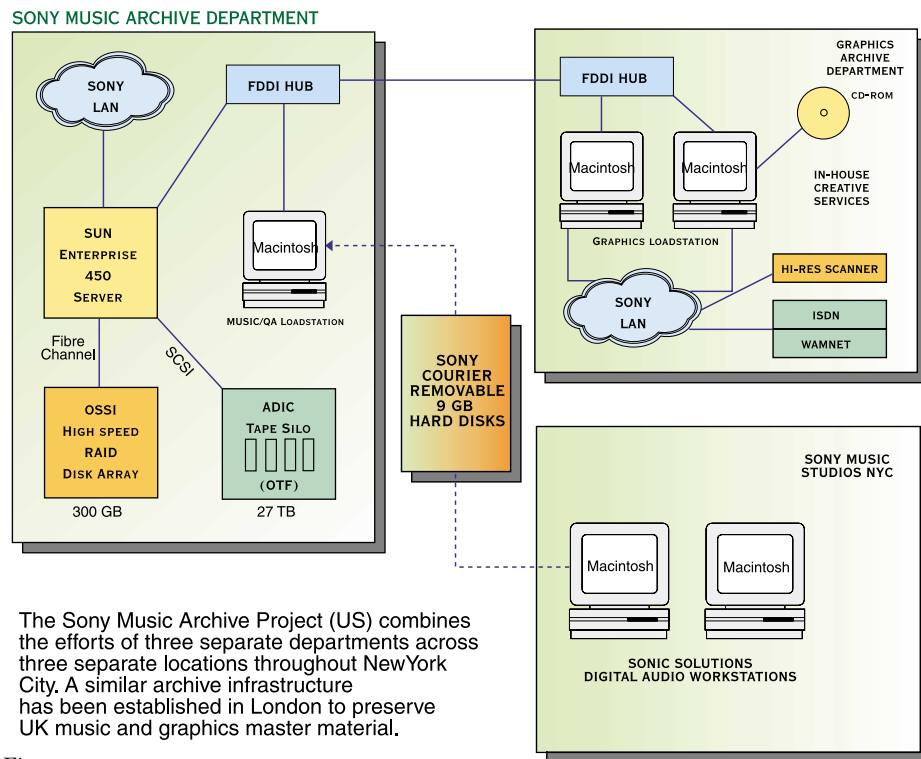 SONY MUSIC ARCHIVE DEPARTMENT
SONY
LAN
FDDI HUB
SUN
ENTERPRISE
450
SERVER
Macintosh
MUSIC/QA LOADSTATION
Fibre
Channel
SCSI
OSSI
HIGH SPEED
RAID
DISK ARRAY
300 GB
ADIC
TAPE SILO
(OTF)
27 TB
SONY
COURIER
REMOVABLE
9 GB
HARD DISKS
FDDI HUB
GRAPHICS
ARCHIVE
DEPARTMENT
CD-ROM
Macintosh
Macintosh
IN-HOUSE
CREATIVE
SERVICES
GRAPHICS LOADSTATION
SONY
LAN
HI-RES SCANNER
ISDN
WAMNET
SONY MUSIC
STUDIOS NYC
Macintosh
Macintosh
SONIC SOLUTIONS
DIGITAL AUDIO WORKSTATIONS
The Sony Music Archive Project (US) combines
the efforts of three separate departments across
three separate locations throughout NewYork
City. A similar archive infrastructure
has been established in London to preserve
UK music and graphics master material.